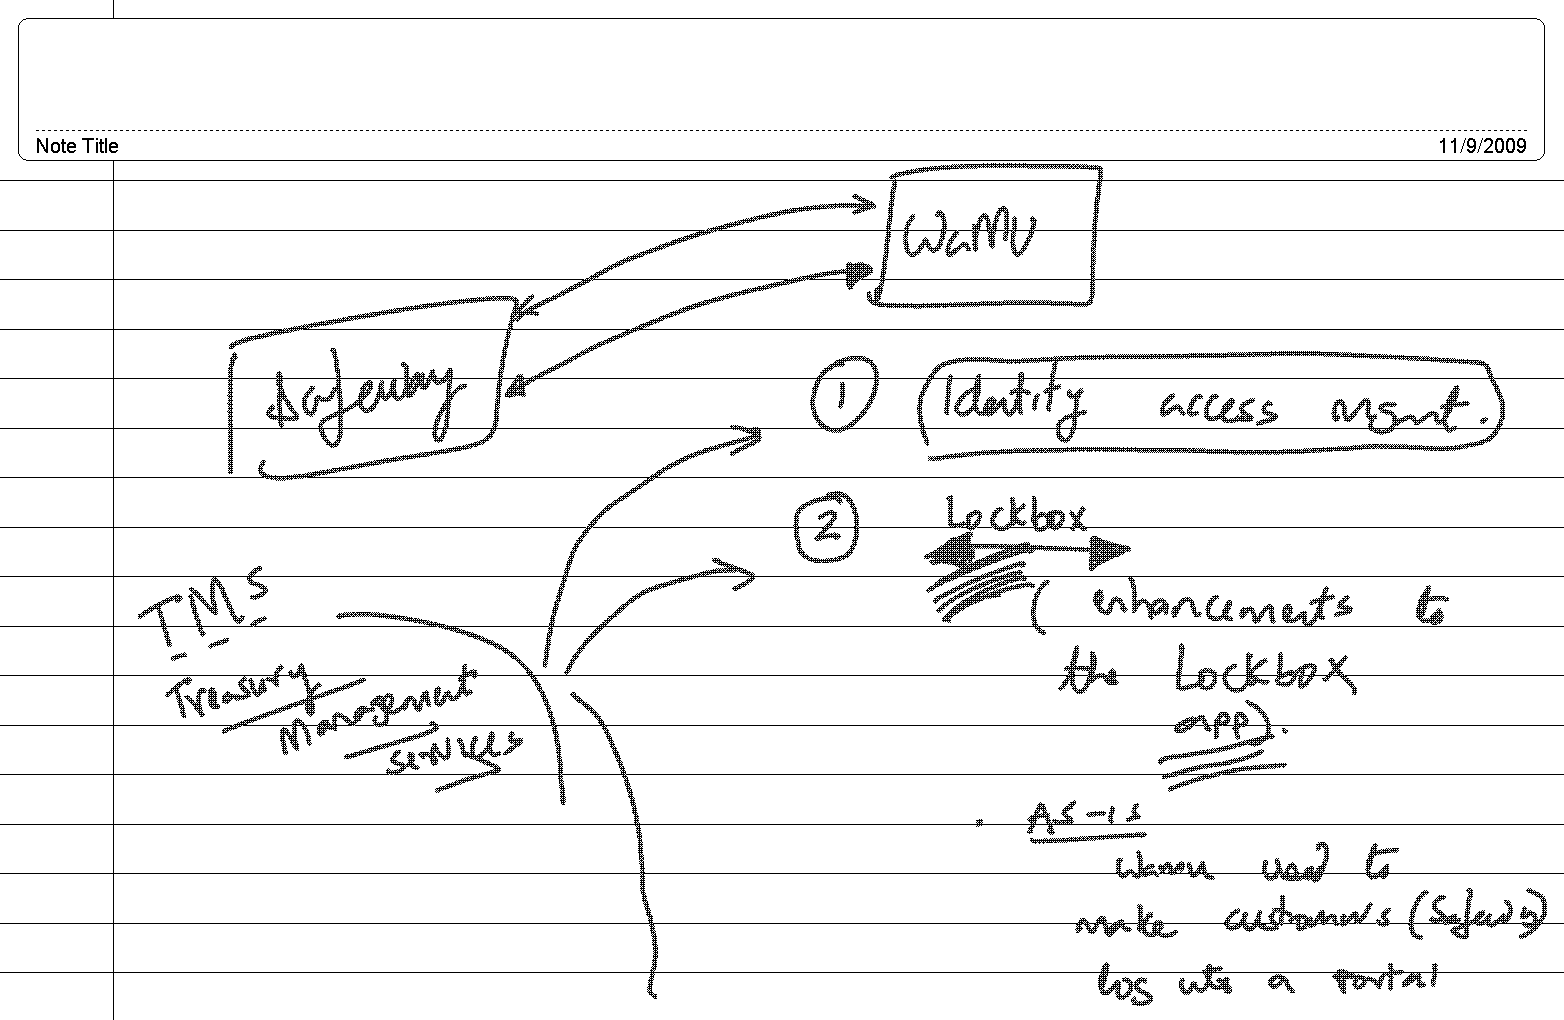 Note Title
11/9/2009
WaMU
Safeway
1 Identity access mgmt.
2 Lockbox
(enhancements to
the Lockbox
app).
TMS
Treasury
Management
Services
. AS-IS
Wamu used to
make customers (Safeway)
log into a portal